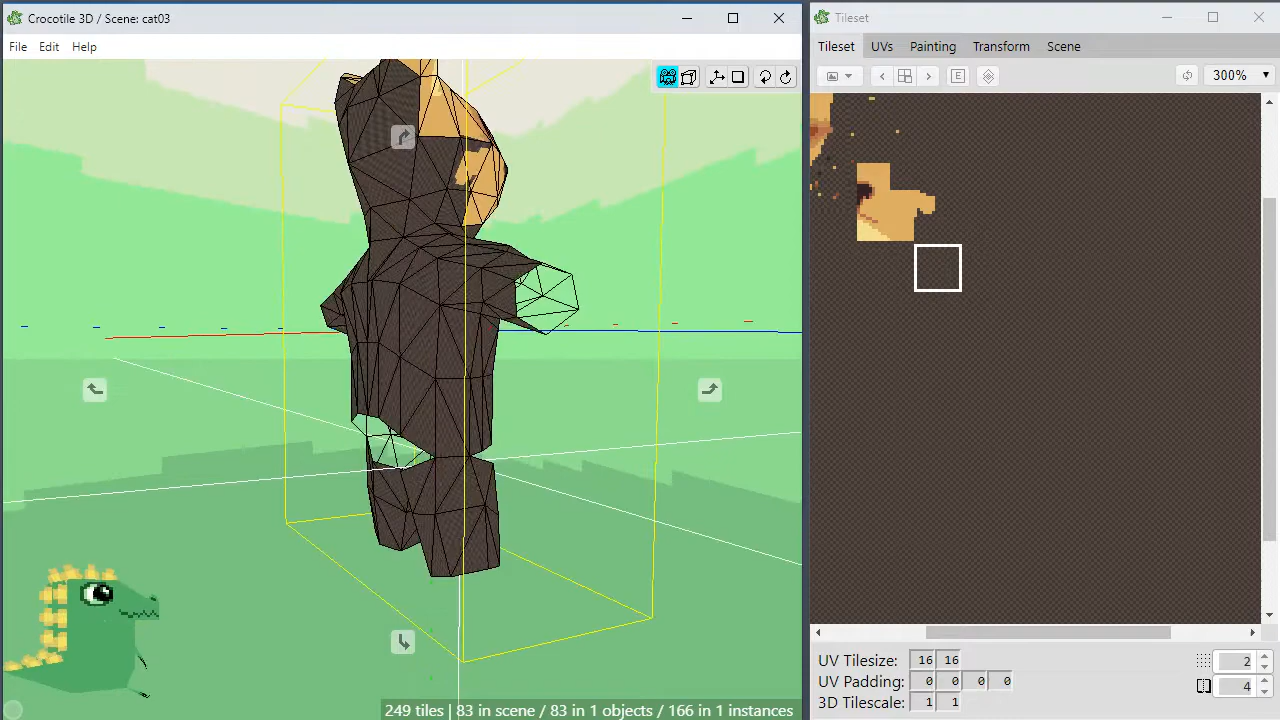 Crocotile 3D / Scene: cat03
File Edit Help
249 tiles | 83 in scene / 83 in 1 objects / 166 in 1 instances
Tileset
Tileset UVs Painting Transform Scene
E 300%
UV Tilesize: 16 16 2
UV Padding: 0 0 0 0 4
3D Tilescale: 1 1